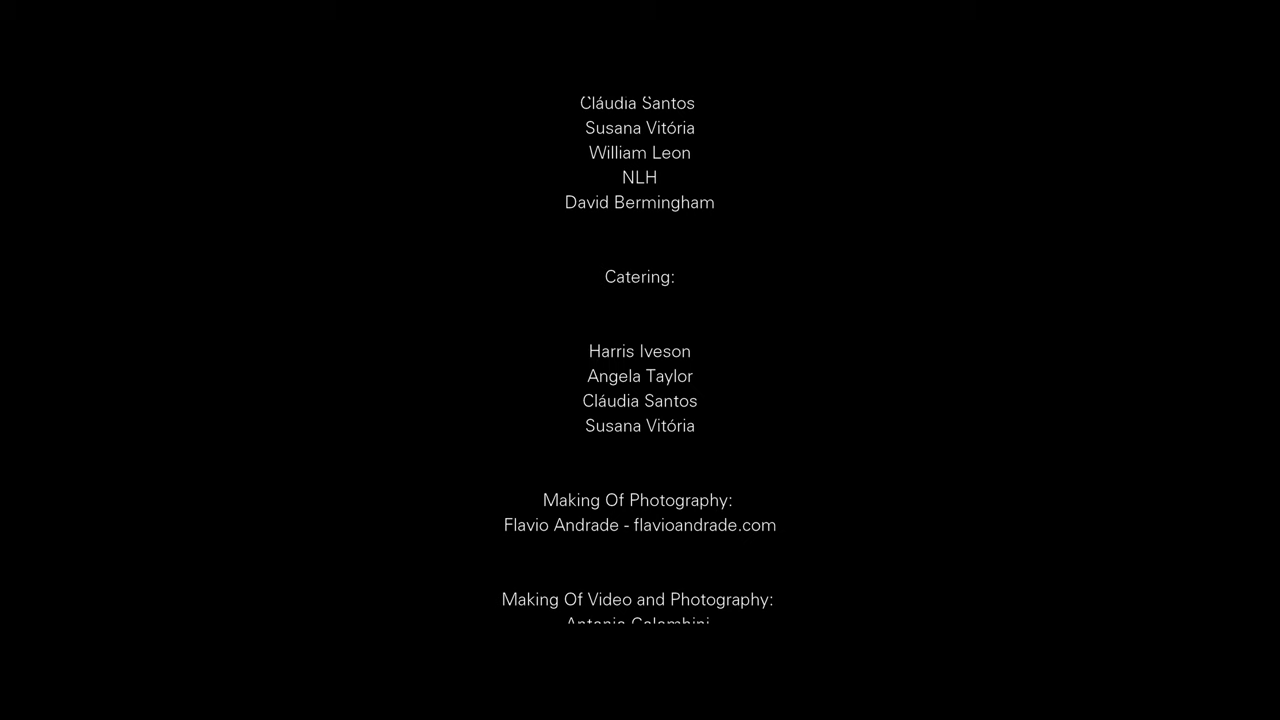 Cláudia Santos
Susana Vitória
William Leon
NLH
David Bermingham
Catering:
Harris Iveson
Angela Taylor
Cláudia Santos
Susana Vitória
Making Of Photography:
Flavio Andrade - flavioandrade.com
Making Of Video and Photography: